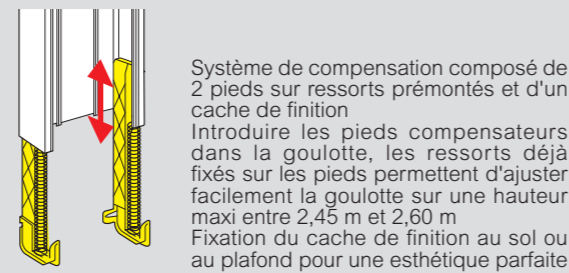 Système de compensation composé de
2 pieds sur ressorts prémontés et d'un
cache de finition
Introduire les pieds compensateurs
dans la goulotte, les ressorts déjà
fixés sur les pieds permettent d'ajuster
facilement la goulotte sur une hauteur
maxi entre 2,45 m et 2,60 m
Fixation du cache de finition au sol ou
au plafond pour une esthétique parfaite